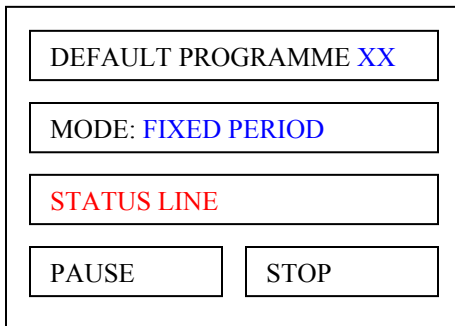 DEFAULT PROGRAMME XX
MODE: FIXED PERIOD
STATUS LINE
PAUSE STOP